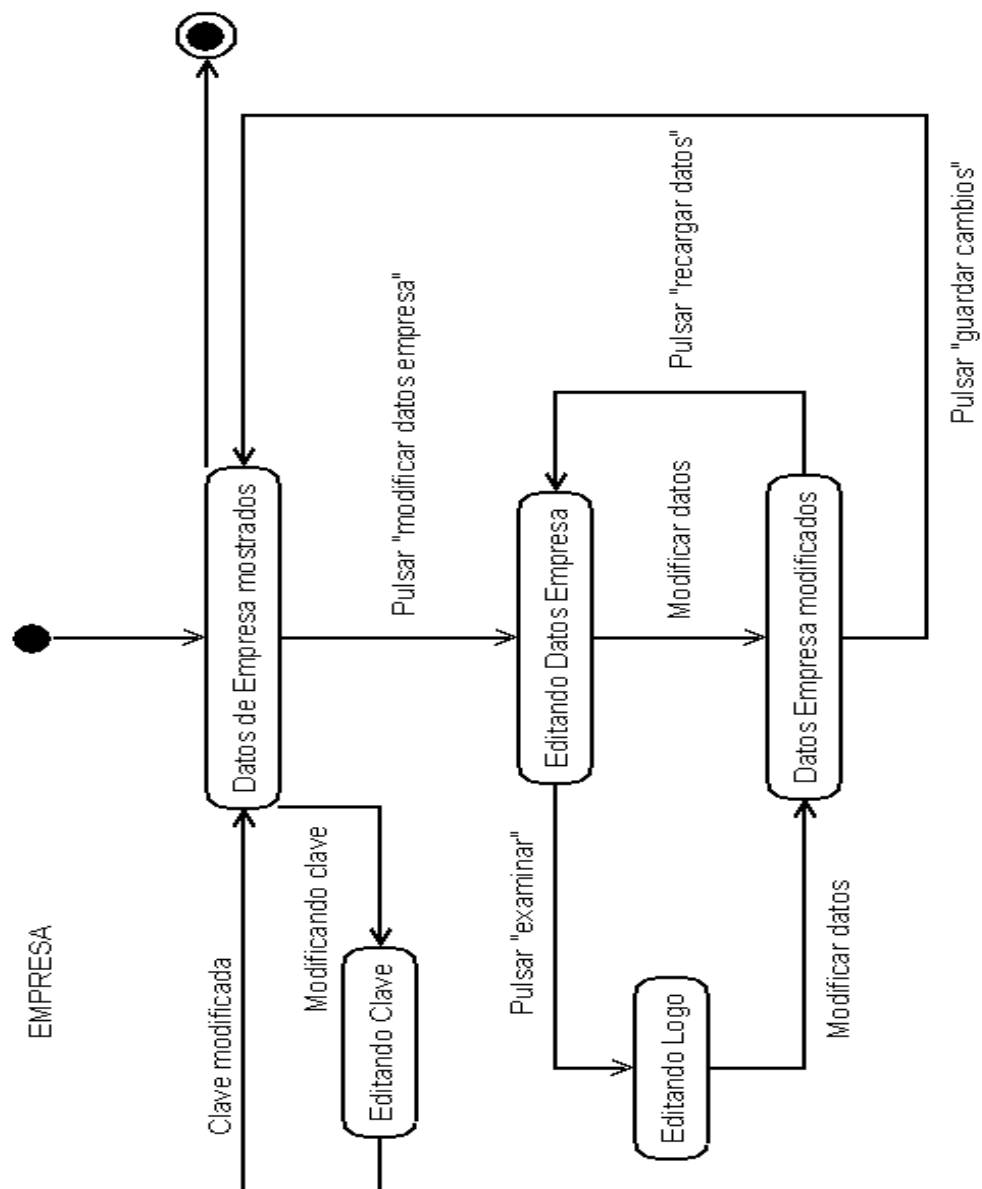 EMPRESA
Clave modificada
Datos de Empresa mostrados
Modificando clave
Editando Clave
Pulsar "modificar datos empresa"
Pulsar "examinar"
Editando Datos Empresa
Pulsar "recargar datos"
Editando Logo
Modificar datos
Modificar datos
Datos Empresa modificados
Pulsar "guardar cambios"